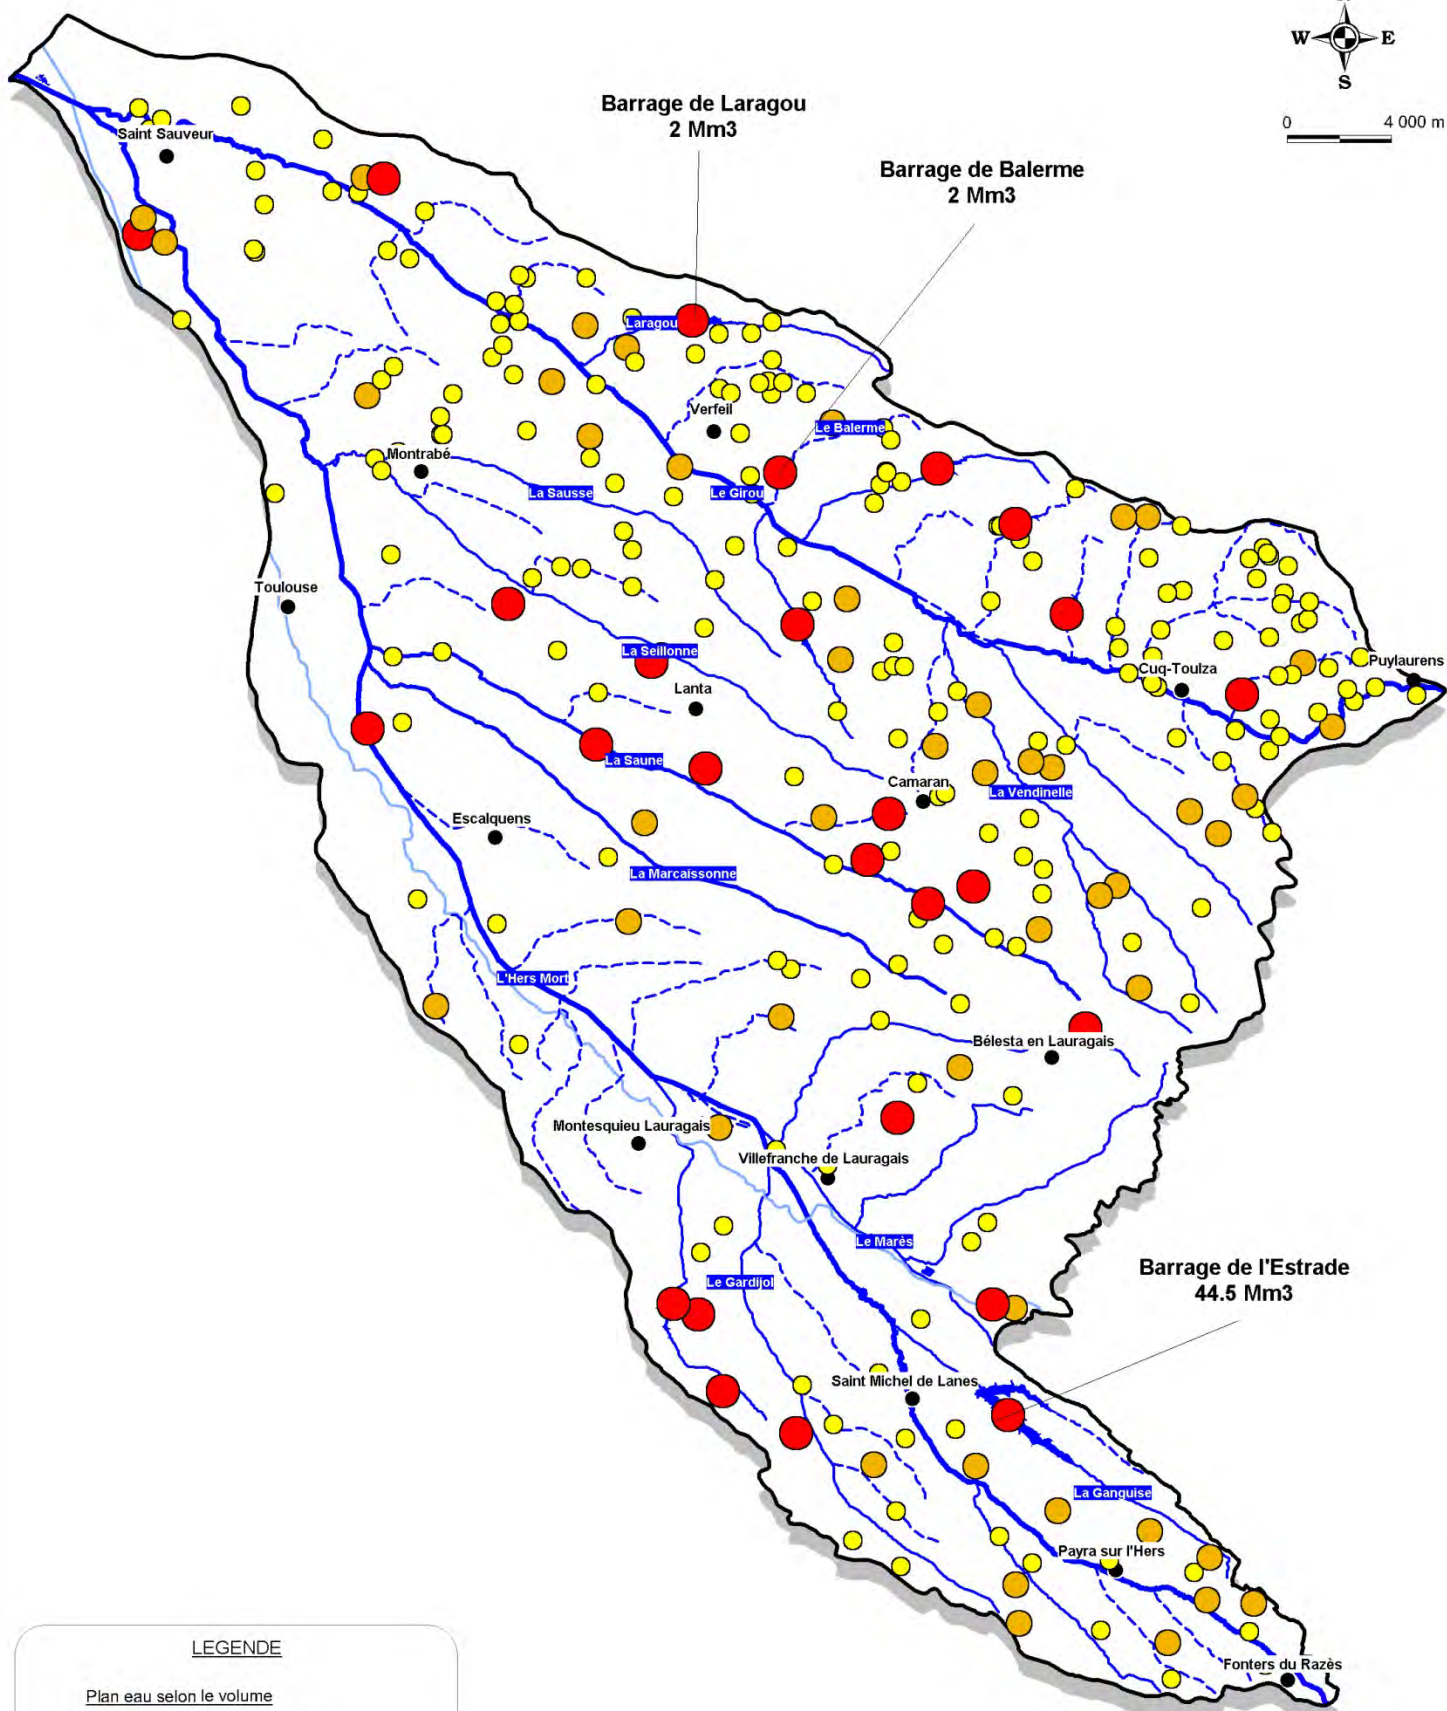 W E
S
0 4 000 m
Barrage de Laragou
2 Mm3
Barrage de Balerme
2 Mm3
Saint Sauveur
Laragou
Verfeil
Le Balerme
Montrabé
La Sausse
Le Girou
Toulouse
La Seillonne
Lanta
Cuq-Toulza
Puylaurens
La Saune
Camaran
La Vendinelle
Escalquens
La Marcaissonne
L'Hers Mort
Bélesta en Lauragais
Montesquieu Lauragais
Villefranche de Lauragais
Le Marès
Le Gardijol
Barrage de l'Estrade
44.5 Mm3
Saint Michel de Lanes
La Ganguise
Payra sur l'Hers
Fonters du Razès
LEGENDE
Plan eau selon le volume